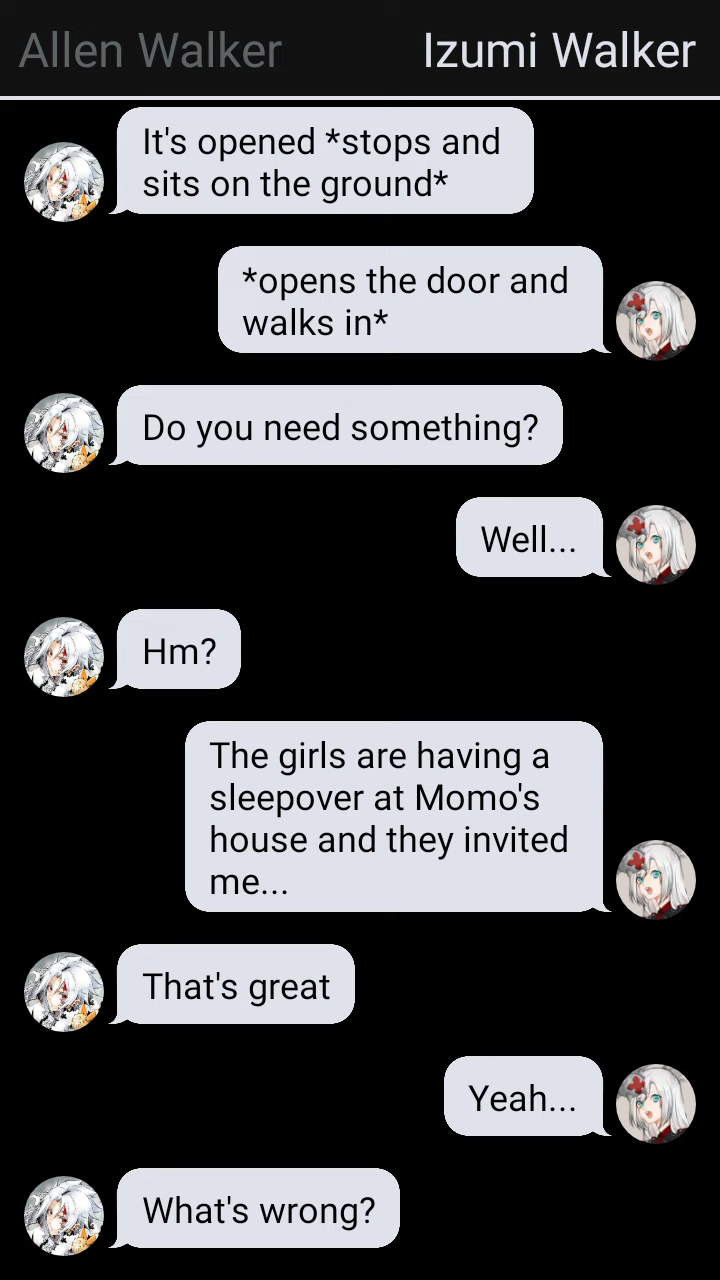 Allen Walker Izumi Walker
It's opened *stops and
sits on the ground*
*opens the door and
walks in*
Do you need something?
Well...
Hm?
The girls are having a
sleepover at Momo's
house and they invited
me...
That's great
Yeah...
What's wrong?